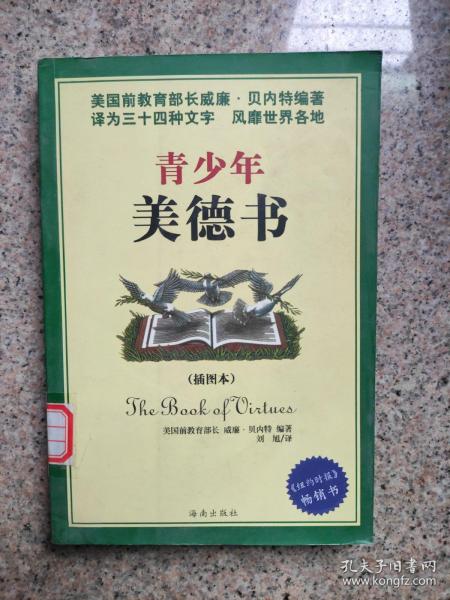 美国前教育部长威廉·贝内特编著
译为三十四种文字 风靡世界各地
青少年
美德书
(插图本)
The Book of Virtues
美国前教育部长 威廉·贝内特 编著
刘 旭/译
《纽约时报》
畅销书
海南出版社
孔夫子旧书网
www.kongfz.com